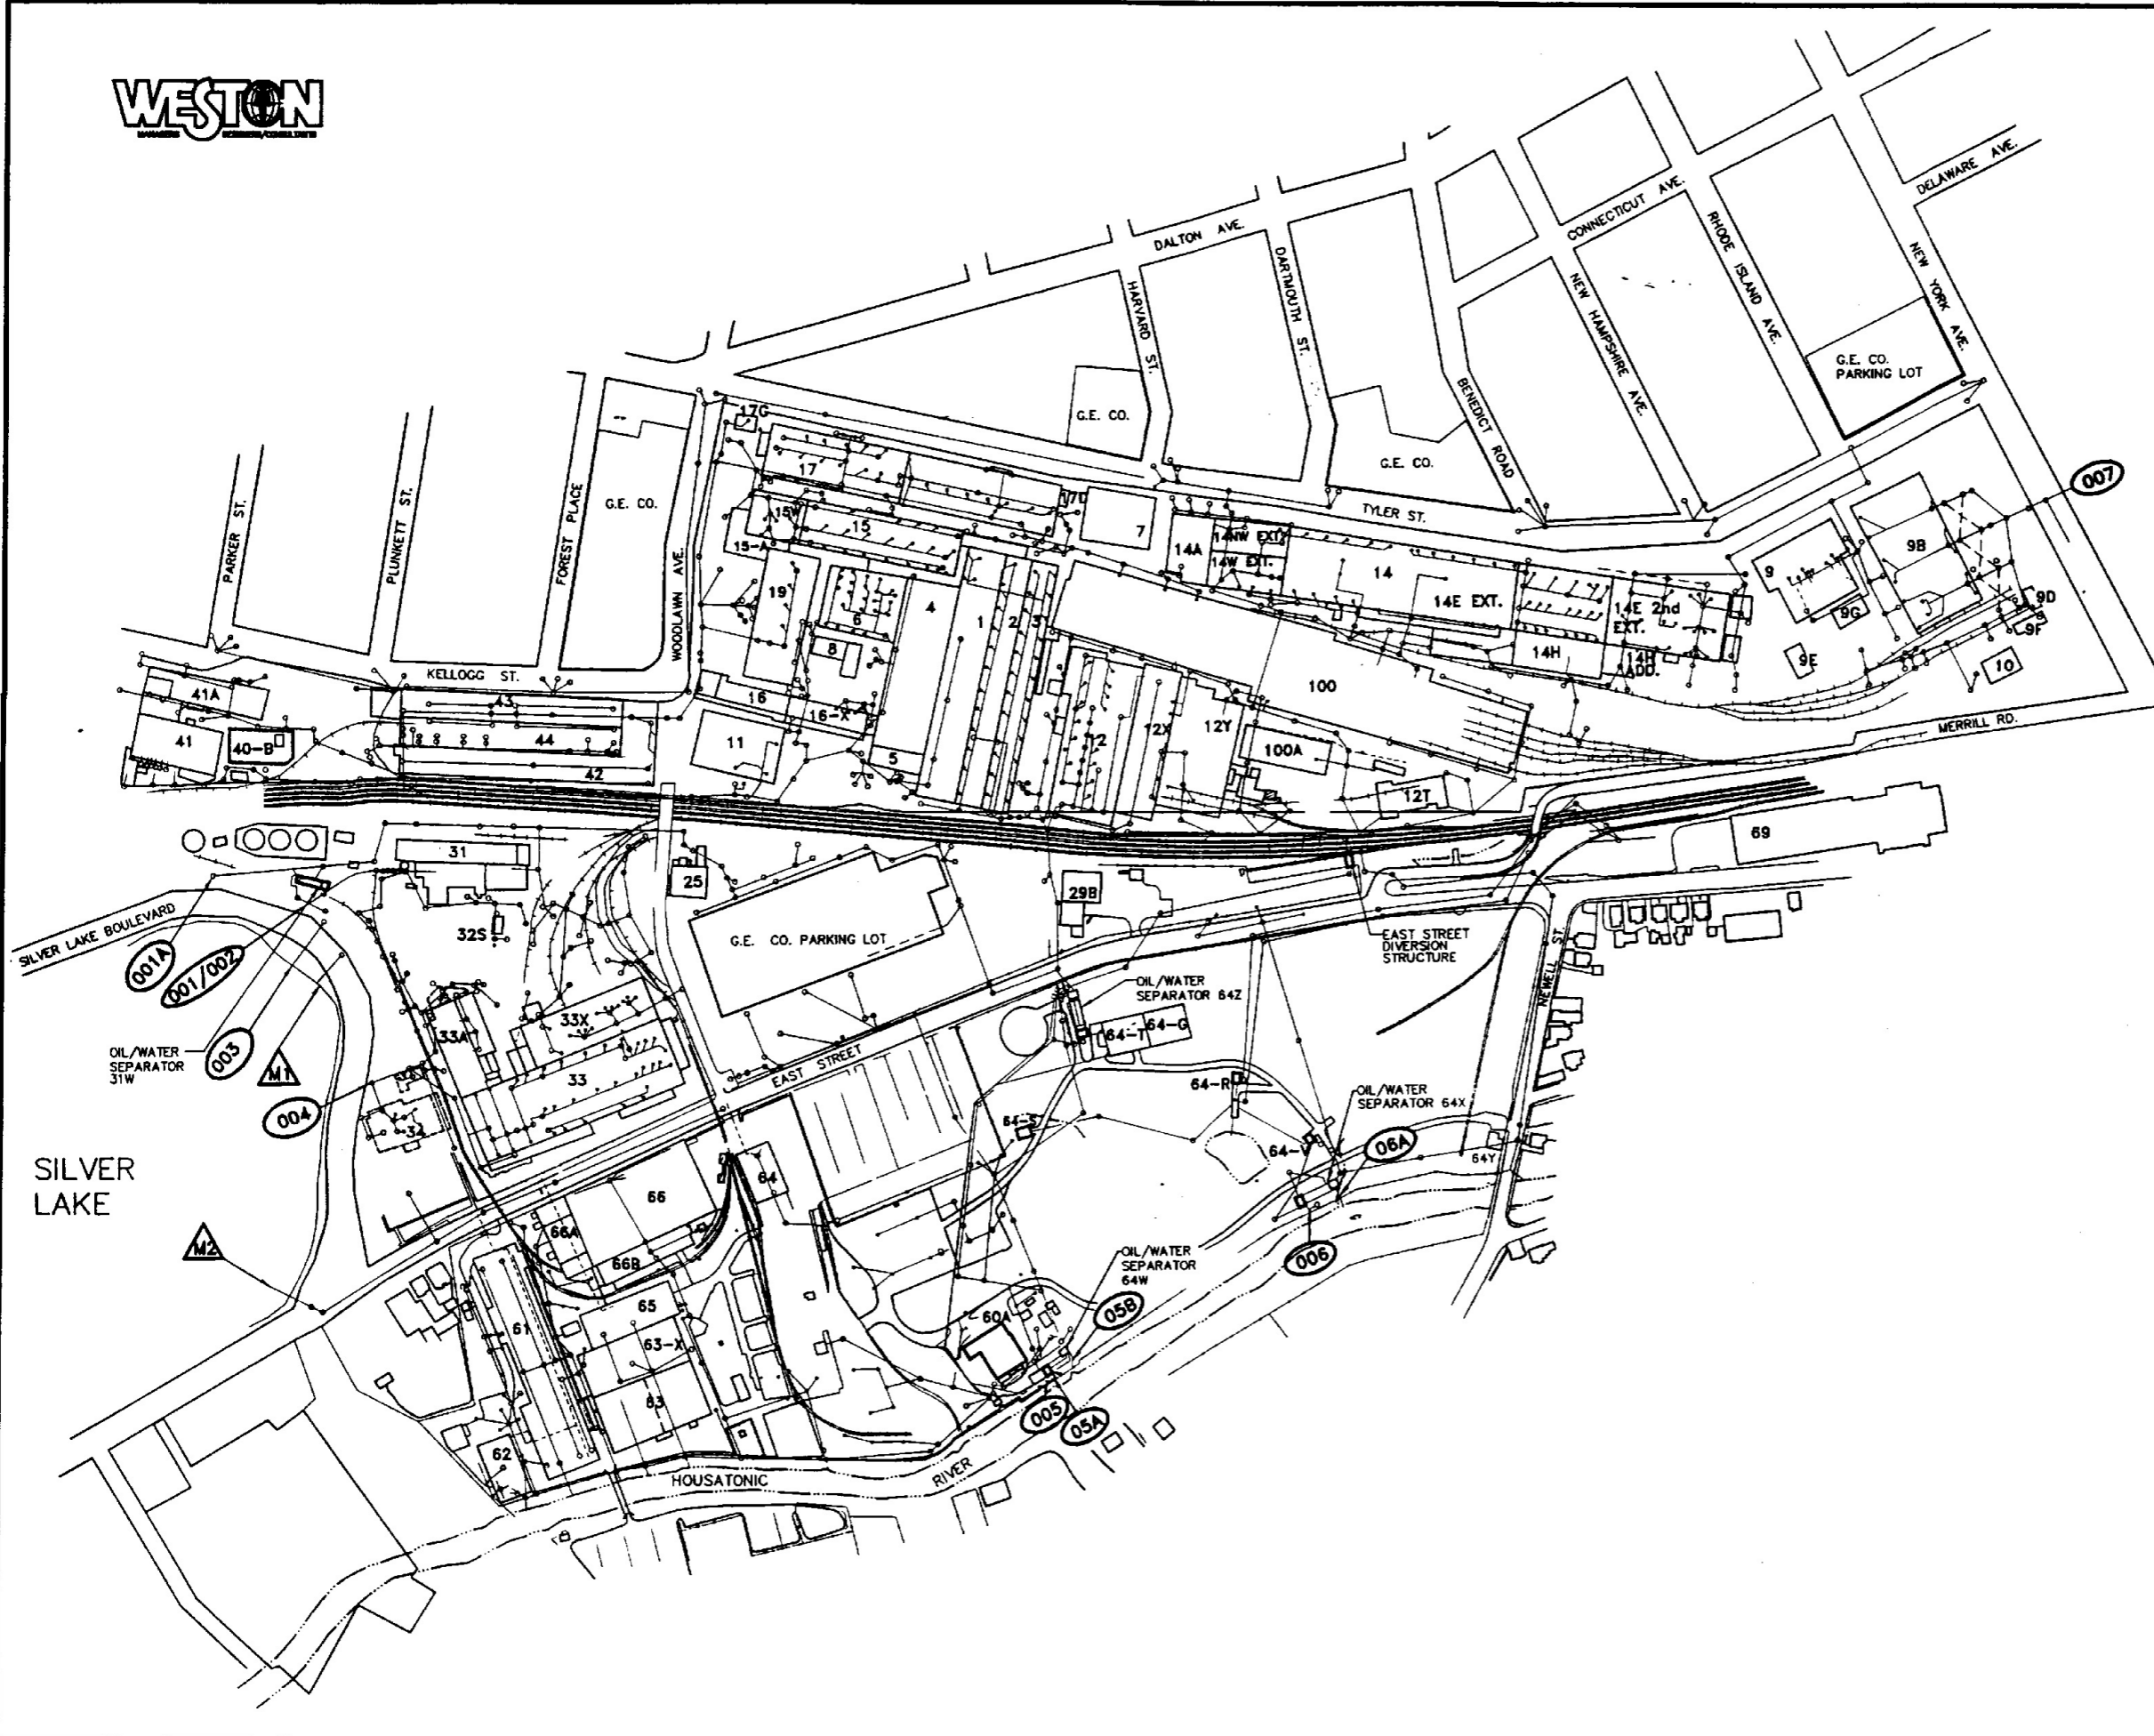 WESTON
DELAWARE AVE.
CONNECTICUT AVE.
DALTON AVE.
RHODE ISLAND AVE.
NEW YORK AVE.
DARTMOUTH ST.
HARVARD ST.
NEW HAMPSHIRE AVE.
G.E. CO.
PARKING LOT
BENEDICT ROAD
G.E. CO.
G.E. CO.
17G
17
007
PARKER ST.
PLUNKETT ST.
FOREST PLACE
G.E. CO.
WOODLAWN AVE.
15W
15
15-A
7
TYLER ST.
14A
14NW EXT.
14W EXT.
14
14E EXT.
14E 2nd
EXT.
14H
14H
ADD.
9
9B
9G
9D
9F
9E
10
19
6
8
4
1
2
3
KELLOGG ST.
41A
43
16
16-X
41
40-B
44
42
11
5
12
12X
12Y
100
100A
12T
MERRILL RD.
69
31
25
29B
SILVER LAKE BOULEVARD
32S
G.E. CO. PARKING LOT
EAST STREET
DIVERSION
STRUCTURE
NEWELL ST.
001A
001/002
OIL/WATER
SEPARATOR 64Z
33A
33X
64-T
64-G
OIL/WATER
SEPARATOR
31W
003
M1
33
EAST STREET
64-R
OIL/WATER
SEPARATOR 64X
004
34
64-S
64-V
06A
64Y
SILVER
LAKE
64
66
M2
66A
66B
006
OIL/WATER
SEPARATOR
64W
65
61
63-X
60A
05B
63
005
05A
62
HOUSATONIC
RIVER